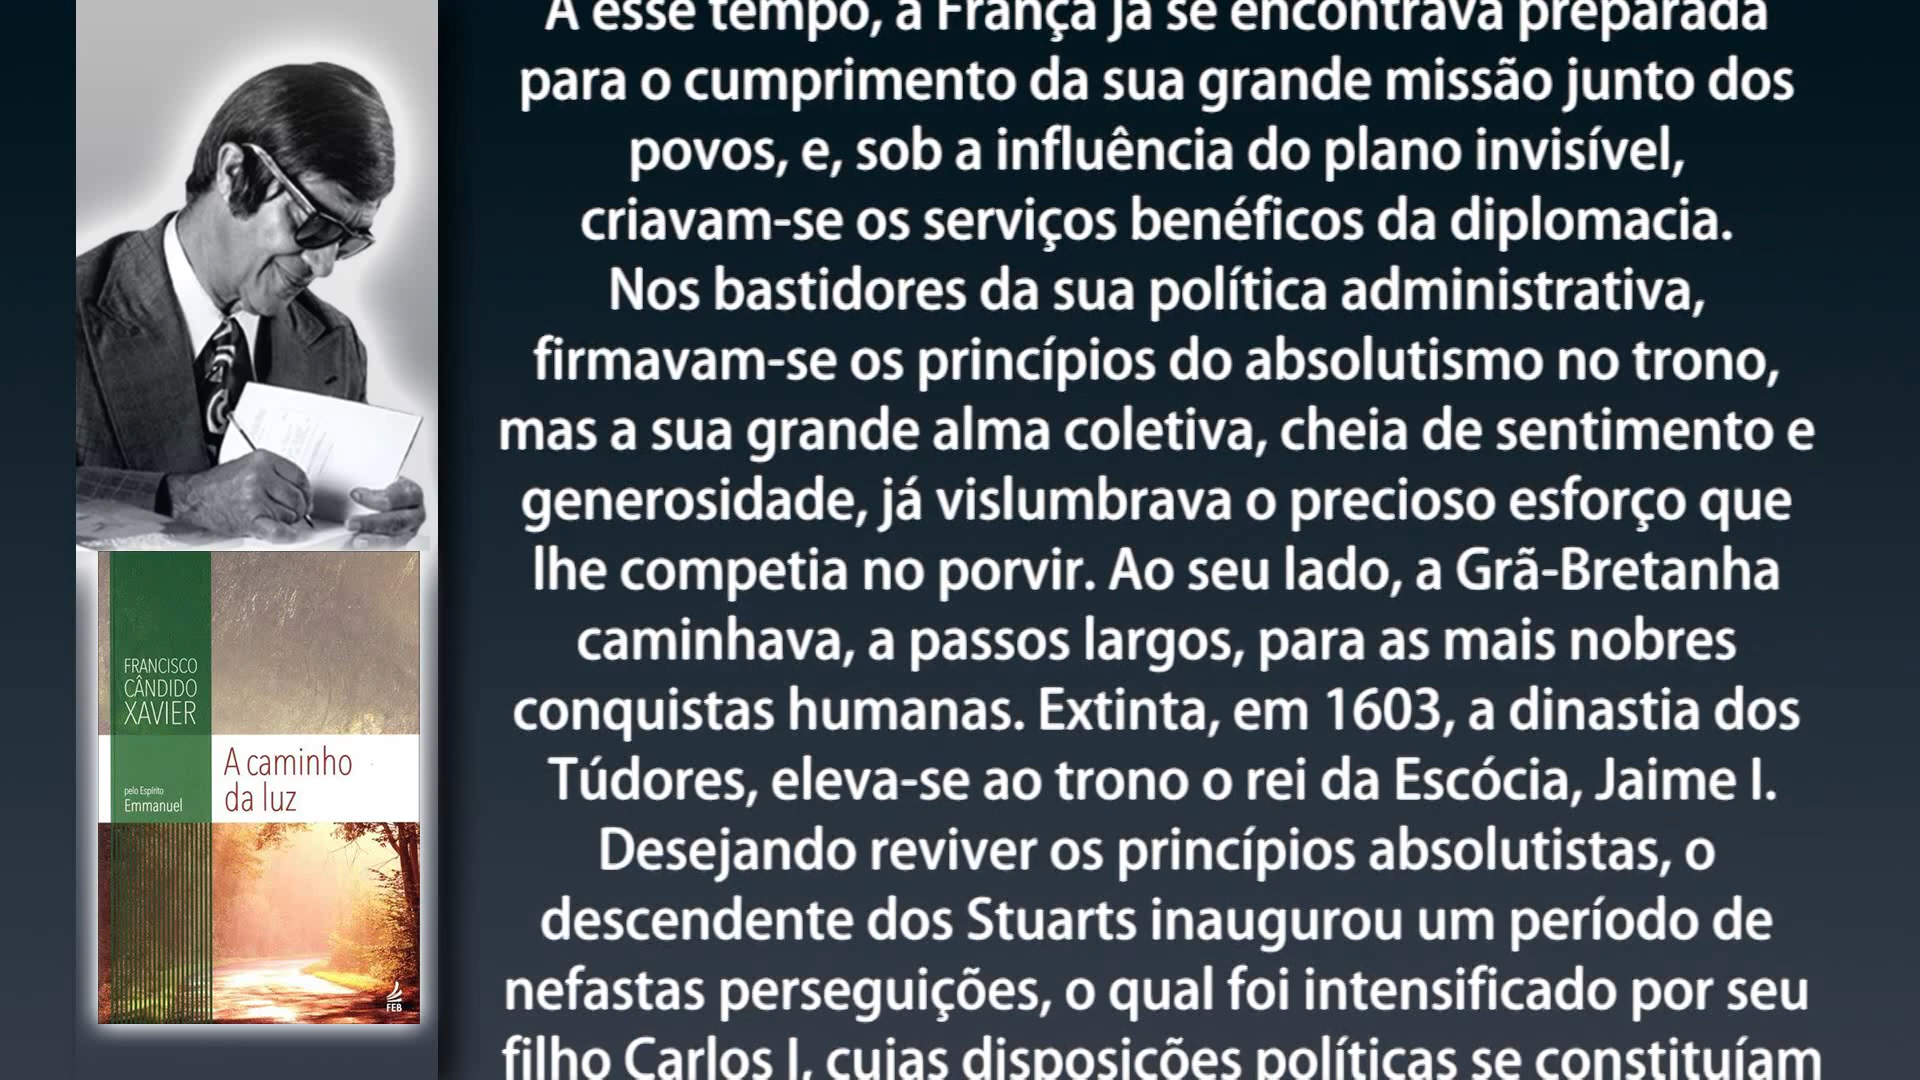 A esse tempo, a França já se encontrava preparada
para o cumprimento da sua grande missão junto dos
povos, e, sob a influência do plano invisível,
criavam-se os serviços benéficos da diplomacia.
Nos bastidores da sua política administrativa,
firmavam-se os princípios do absolutismo no trono,
mas a sua grande alma coletiva, cheia de sentimento e
generosidade, já vislumbrava o precioso esforço que
lhe competia no porvir. Ao seu lado, a Grã-Bretanha
caminhava, a passos largos, para as mais nobres
conquistas humanas. Extinta, em 1603, a dinastia dos
Túdores, eleva-se ao trono o rei da Escócia, Jaime I.
Desejando reviver os princípios absolutistas, o
descendente dos Stuarts inaugurou um período de
nefastas perseguições, o qual foi intensificado por seu
filho Carlos I, cujas disposições políticas se constituíam
FRANCISCO
CÂNDIDO
XAVIER
A caminho
da luz
pelo Espírito
Emmanuel
FEB